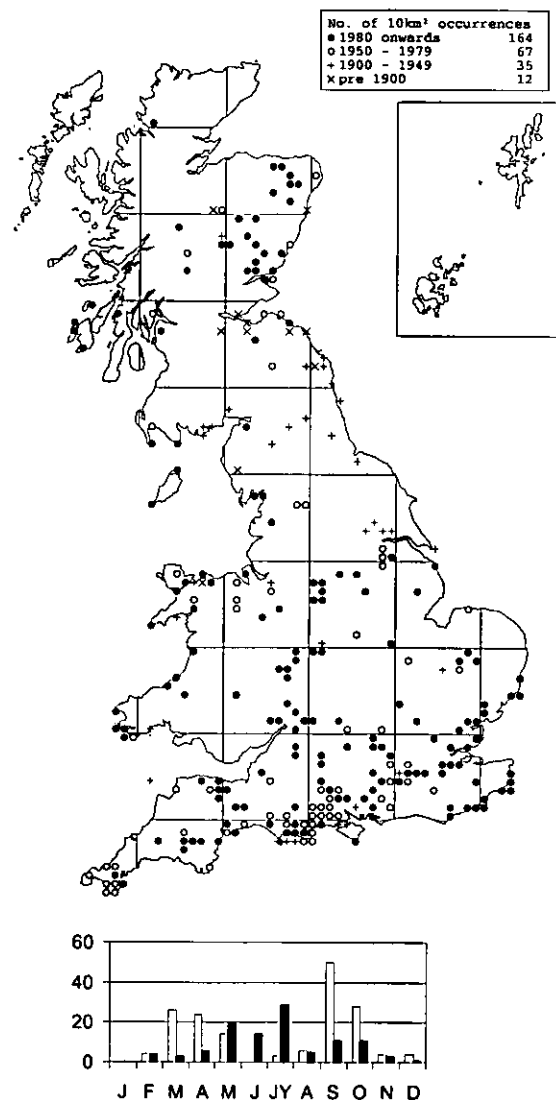 No. of 10km² occurrences
● 1980 onwards 164
○ 1950 - 1979 67
+ 1900 - 1949 35
× pre 1900 12
60
40
20
0
J F M A M J JY A S O N D